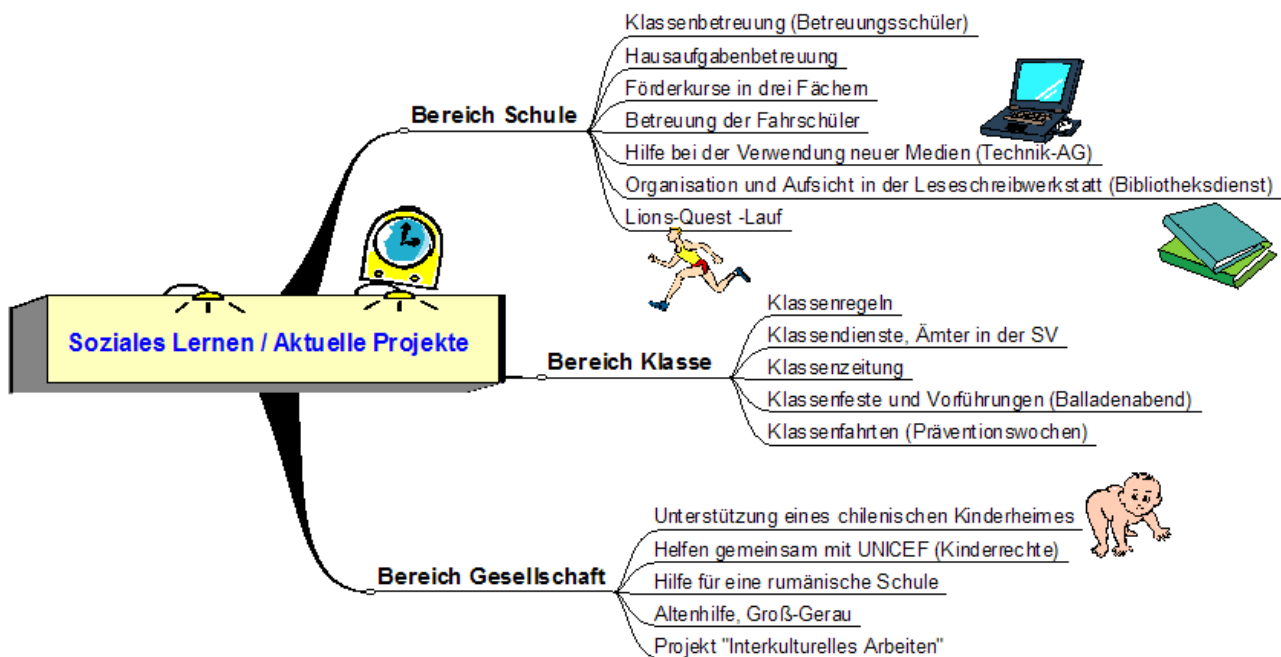 Klassenbetreuung (Betreuungsschüler)
Hausaufgabenbetreuung
Förderkurse in drei Fächern
Bereich Schule
Betreuung der Fahrschüler
Hilfe bei der Verwendung neuer Medien (Technik-AG)
Organisation und Aufsicht in der Leseschreibwerkstatt (Bibliotheksdienst)
Lions-Quest -Lauf
Soziales Lernen / Aktuelle Projekte
Klassenregeln
Klassendienste, Ämter in der SV
Bereich Klasse
Klassenzeitung
Klassenfeste und Vorführungen (Balladenabend)
Klassenfahrten (Präventionswochen)
Unterstützung eines chilenischen Kinderheimes
Helfen gemeinsam mit UNICEF (Kinderrechte)
Bereich Gesellschaft
Hilfe für eine rumänische Schule
Altenhilfe, Groß-Gerau
Projekt "Interkulturelles Arbeiten"